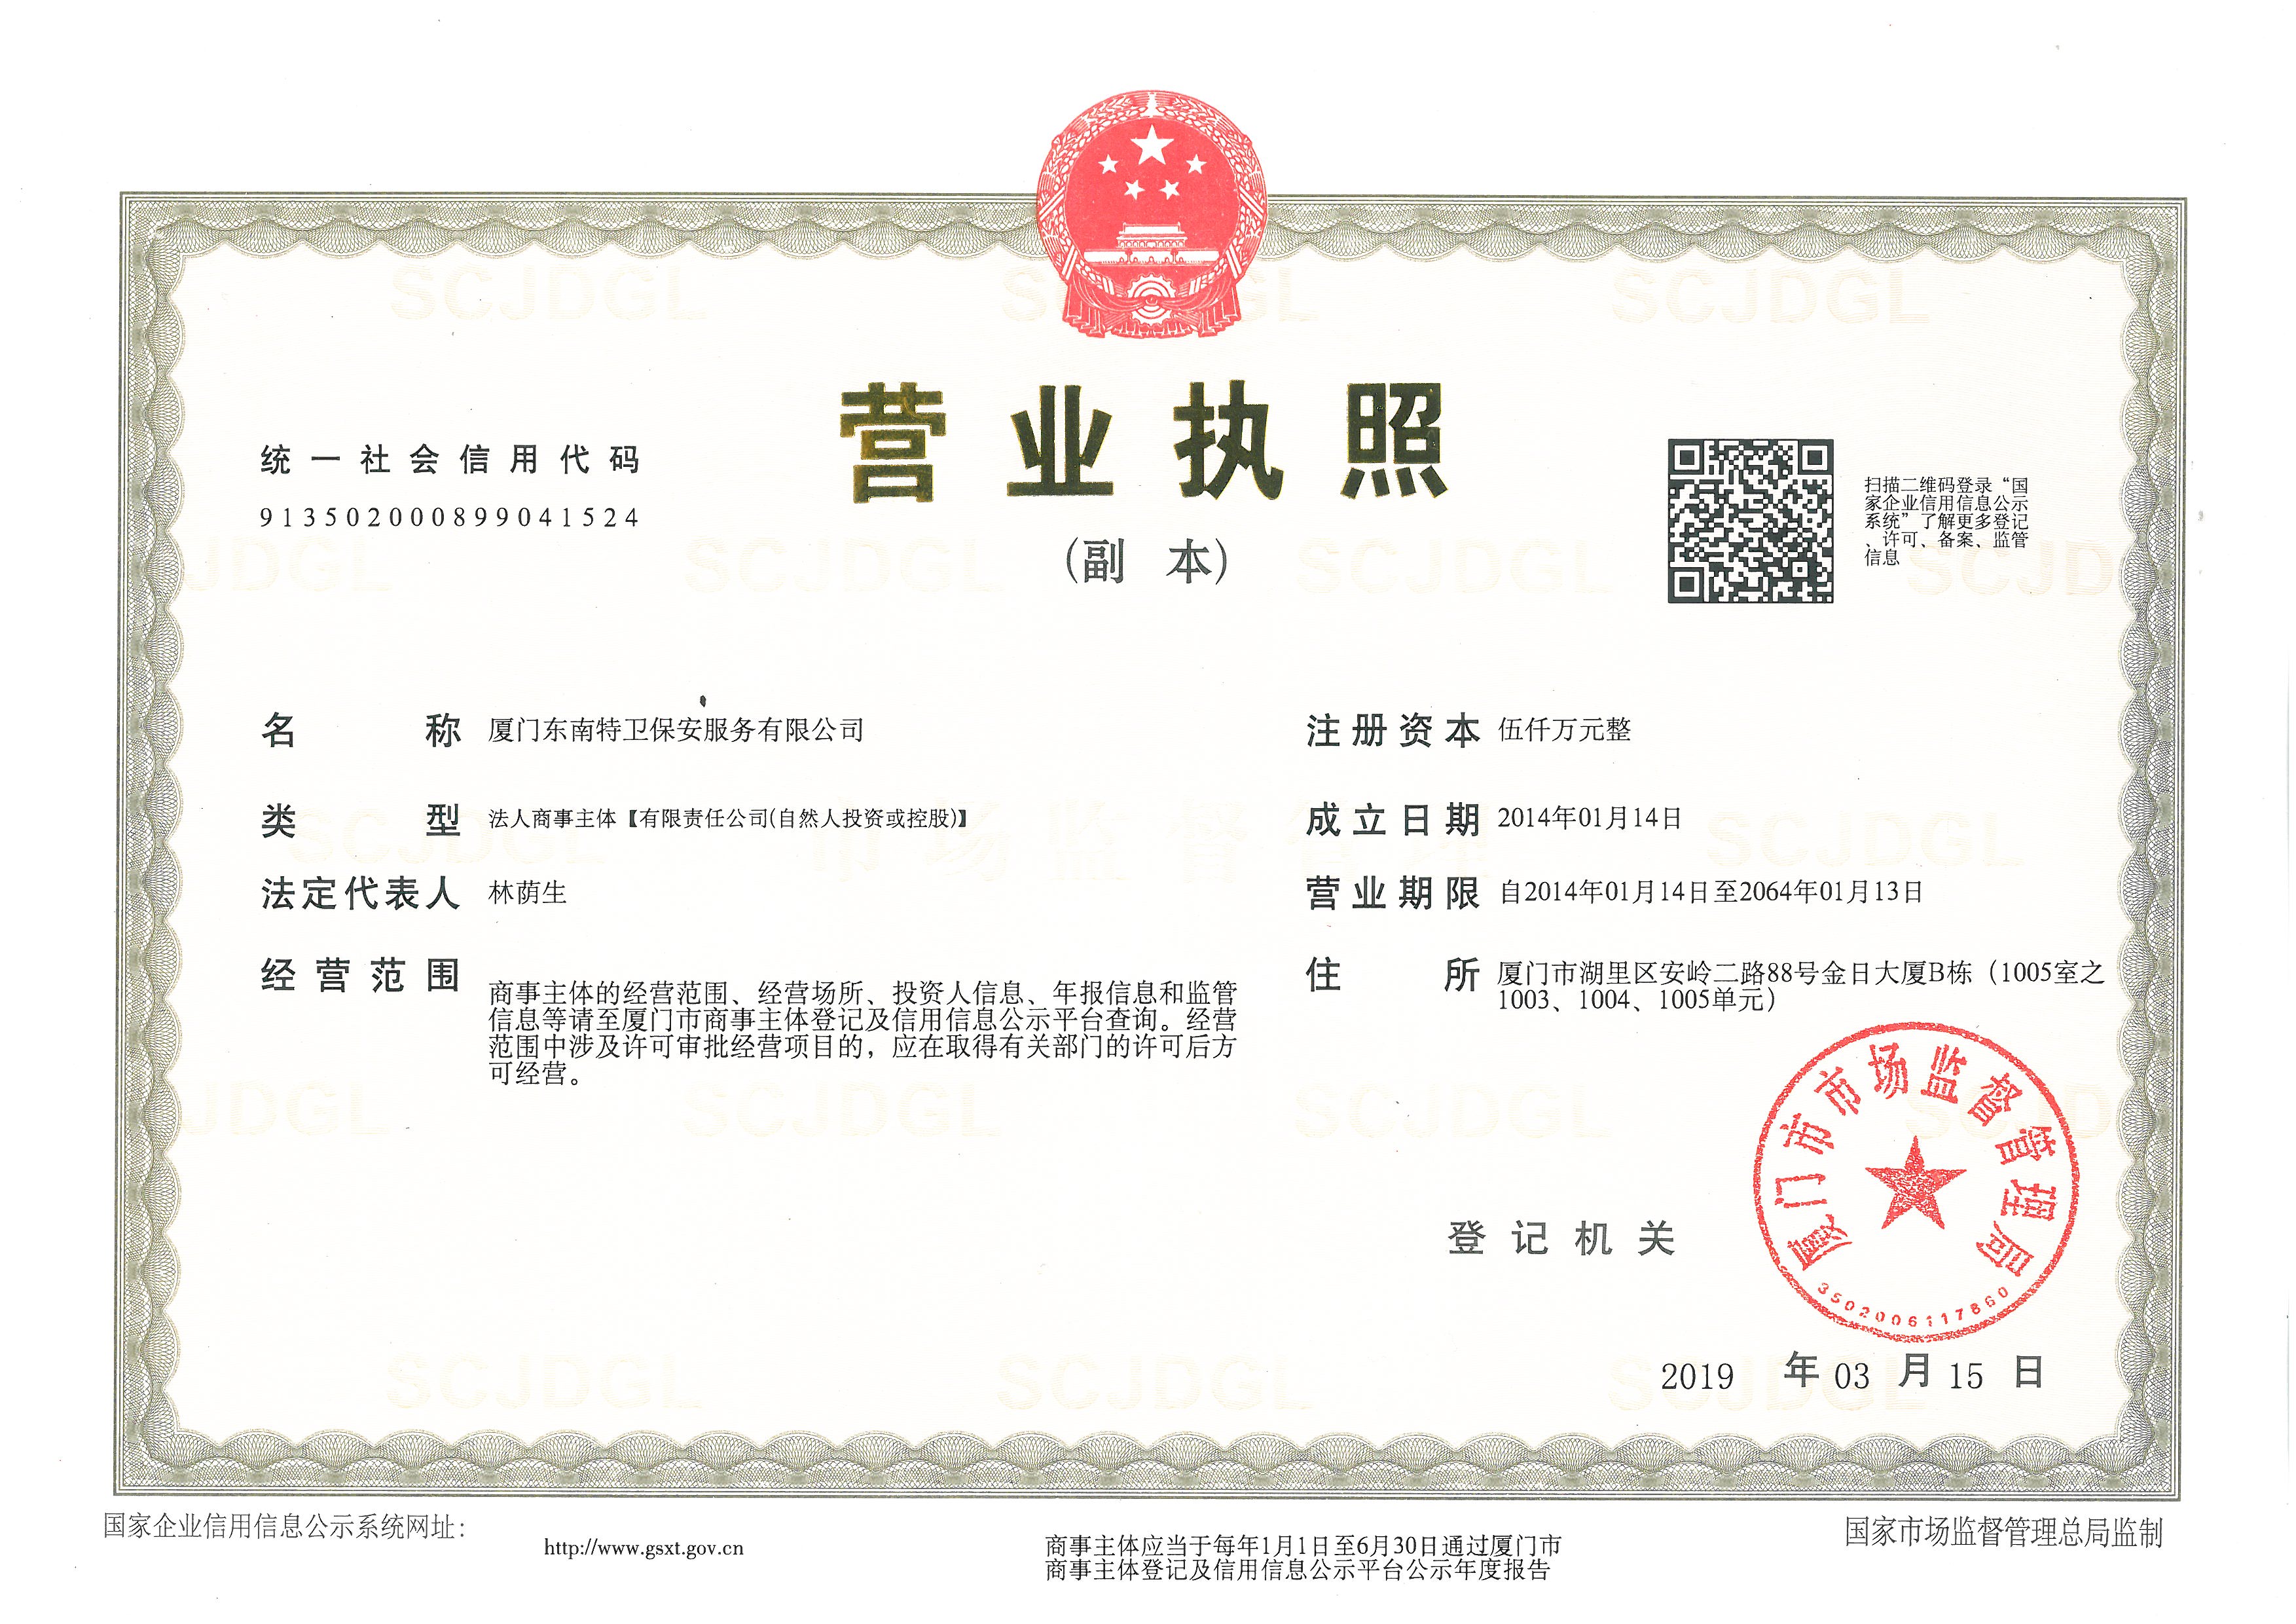 营业执照
(副 本)
统一社会信用代码
913502000899041524
扫描二维码登录“国
家企业信用信息公示
系统”了解更多登记
、许可、备案、监管
信息
名 称 厦门东南特卫保安服务有限公司
类 型 法人商事主体【有限责任公司(自然人投资或控股)】
法定代表人 林荫生
经营范围 商事主体的经营范围、经营场所、投资人信息、年报信息和监管
信息等请至厦门市商事主体登记及信用信息公示平台查询。经营
范围中涉及许可审批经营项目的，应在取得有关部门的许可后方
可经营。
注册资本 伍仟万元整
成立日期 2014年01月14日
营业期限 自2014年01月14日至2064年01月13日
住 所 厦门市湖里区安岭二路88号金日大厦B栋（1005室之
1003、1004、1005单元）
登记机关
厦门市市场监督管理局
3502006117860
2019 年 03 月 15 日
国家企业信用信息公示系统网址：
http://www.gsxt.gov.cn
商事主体应当于每年1月1日至6月30日通过厦门市
商事主体登记及信用信息公示平台公示年度报告
国家市场监督管理总局监制
SCJDGL
市场监督管理